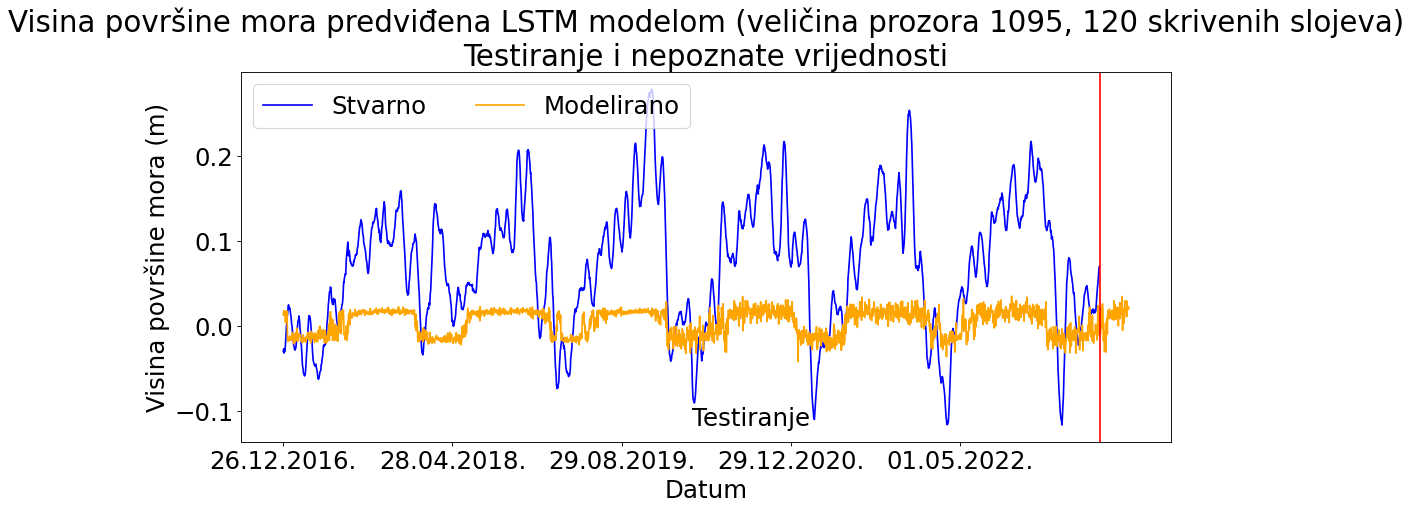 Visina površine mora predviđena LSTM modelom (veličina prozora 1095, 120 skrivenih slojeva)
Testiranje i nepoznate vrijednosti
Stvarno
Modelirano
Visina površine mora (m)
0.2
0.1
0.0
−0.1
Testiranje
26.12.2016.
28.04.2018.
29.08.2019.
29.12.2020.
01.05.2022.
Datum